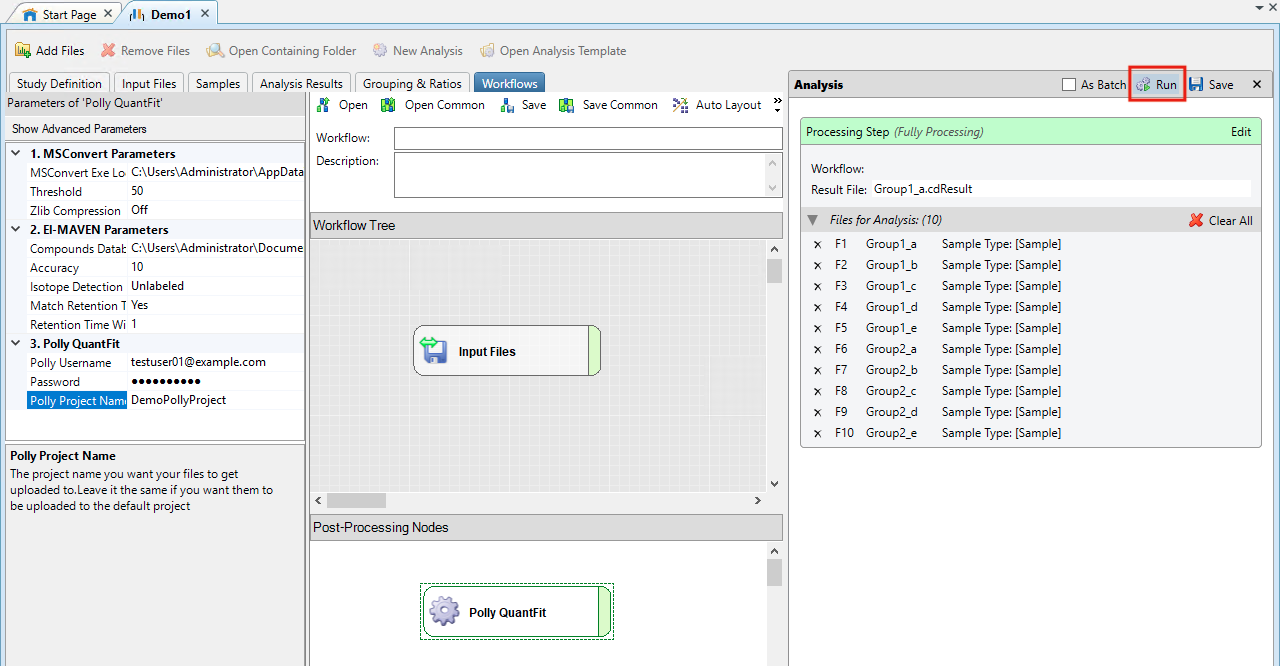 Start Page
Demo1
Add Files
Remove Files
Open Containing Folder
New Analysis
Open Analysis Template
Study Definition
Input Files
Samples
Analysis Results
Grouping & Ratios
Workflows
Parameters of 'Polly QuantFit'
Show Advanced Parameters
1. MSConvert Parameters
MSConvert Exe Lo C:\Users\Administrator\AppData
Threshold 50
Zlib Compression Off
2. El-MAVEN Parameters
Compounds Datab C:\Users\Administrator\Docume
Accuracy 10
Isotope Detection Unlabeled
Match Retention T Yes
Retention Time Wi 1
3. Polly QuantFit
Polly Username testuser01@example.com
Password ●●●●●●●●●●
Polly Project Name DemoPollyProject
Polly Project Name
The project name you want your files to get
uploaded to.Leave it the same if you want them to
be uploaded to the default project
Open
Open Common
Save
Save Common
Auto Layout
Workflow:
Description:
Workflow Tree
Input Files
Post-Processing Nodes
Polly QuantFit
Analysis
As Batch
Run
Save
Processing Step (Fully Processing)
Edit
Workflow:
Result File: Group1_a.cdResult
Files for Analysis: (10)
Clear All
F1 Group1_a Sample Type: [Sample]
F2 Group1_b Sample Type: [Sample]
F3 Group1_c Sample Type: [Sample]
F4 Group1_d Sample Type: [Sample]
F5 Group1_e Sample Type: [Sample]
F6 Group2_a Sample Type: [Sample]
F7 Group2_b Sample Type: [Sample]
F8 Group2_c Sample Type: [Sample]
F9 Group2_d Sample Type: [Sample]
F10 Group2_e Sample Type: [Sample]